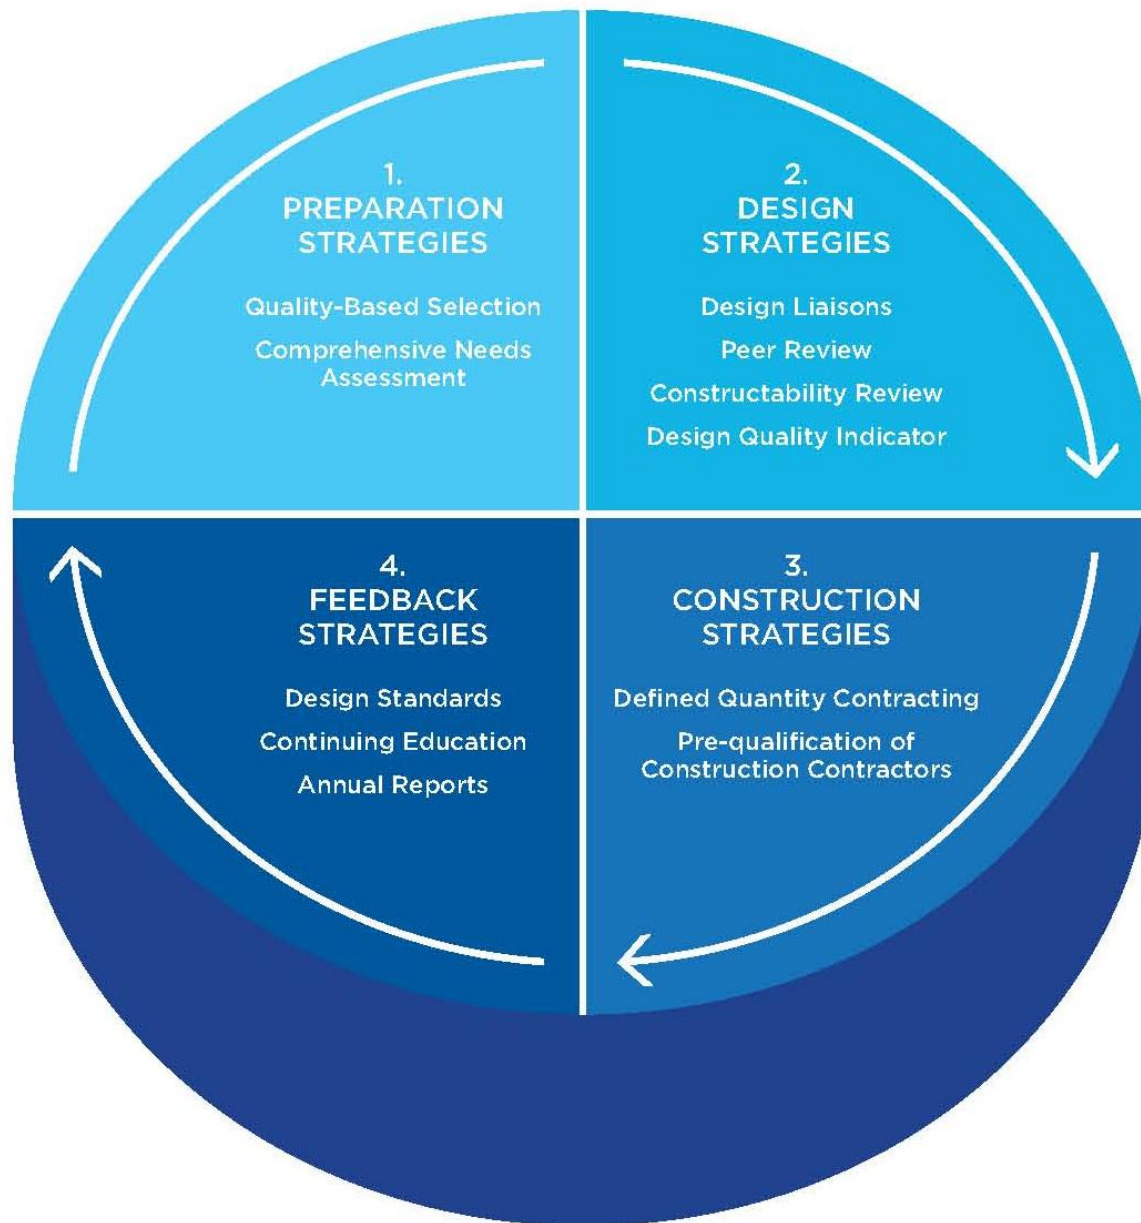 1.
PREPARATION
STRATEGIES
Quality-Based Selection
Comprehensive Needs
Assessment
2.
DESIGN
STRATEGIES
Design Liaisons
Peer Review
Constructability Review
Design Quality Indicator
3.
CONSTRUCTION
STRATEGIES
Defined Quantity Contracting
Pre-qualification of
Construction Contractors
4.
FEEDBACK
STRATEGIES
Design Standards
Continuing Education
Annual Reports